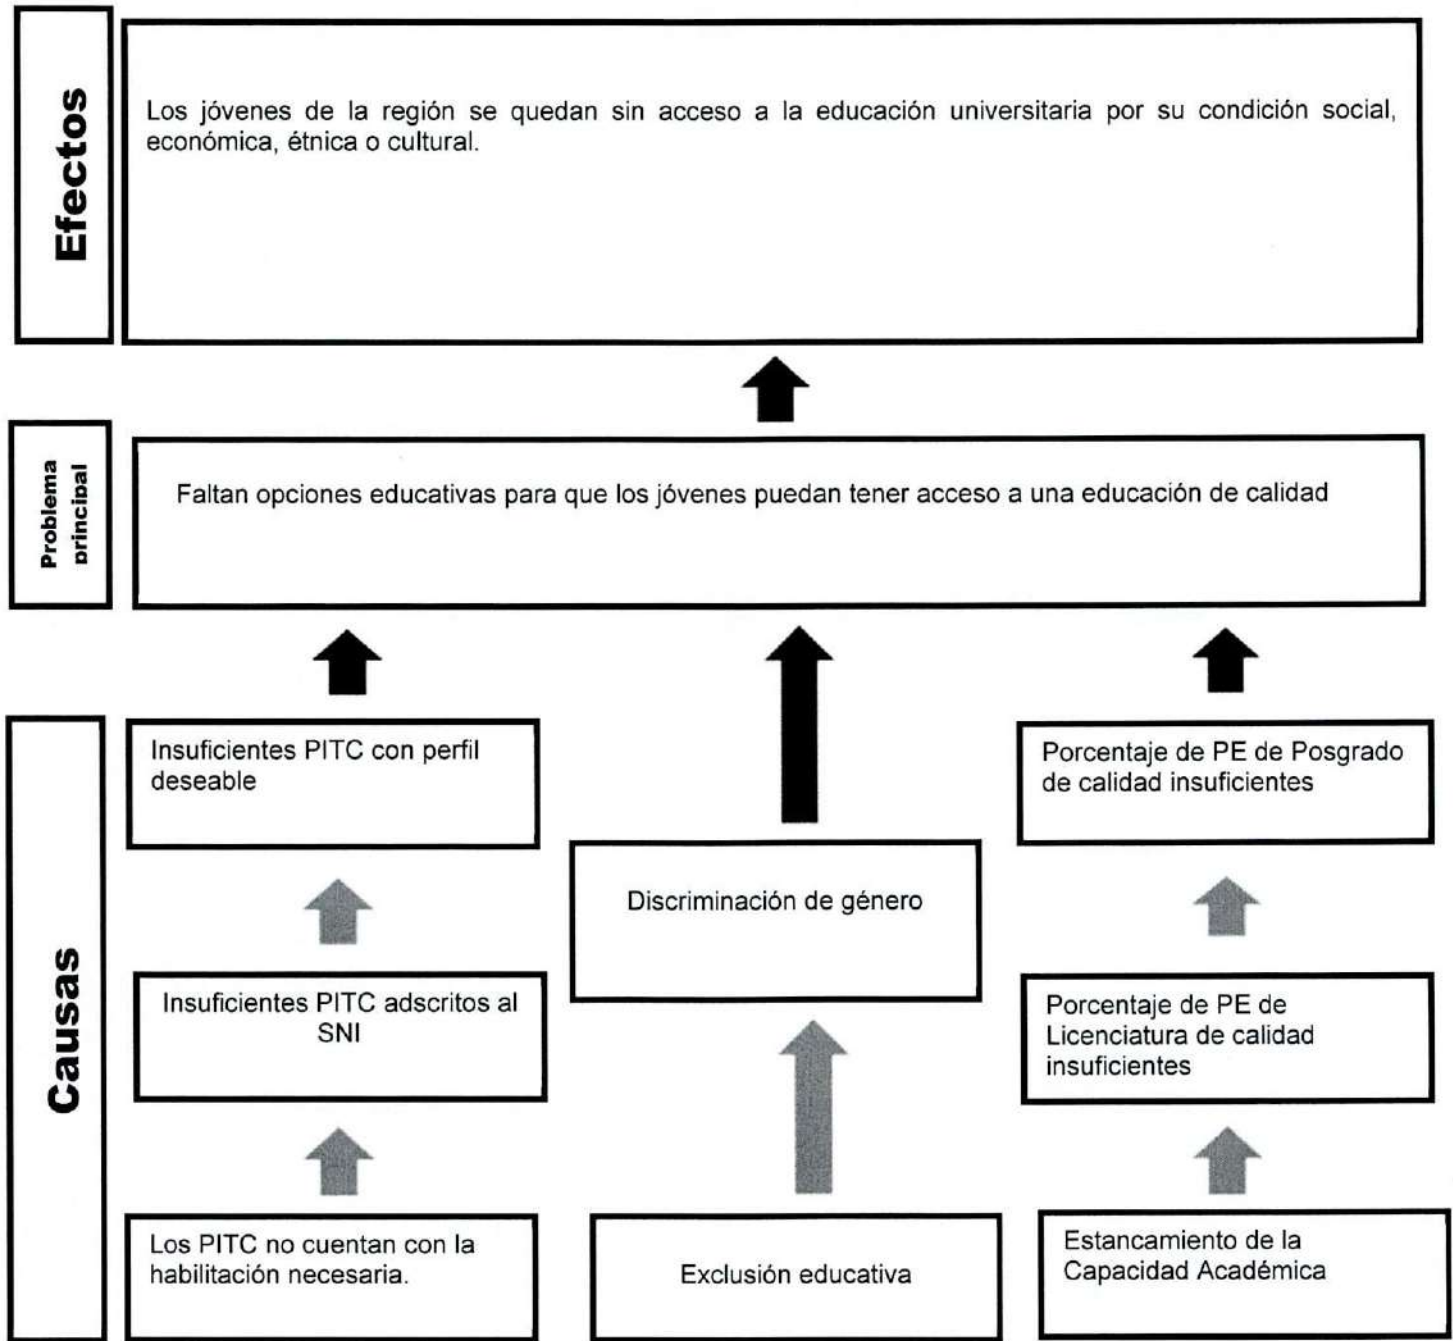 Efectos
Los jóvenes de la región se quedan sin acceso a la educación universitaria por su condición social,
económica, étnica o cultural.
Problema
principal
Faltan opciones educativas para que los jóvenes puedan tener acceso a una educación de calidad
Causas
Insuficientes PITC con perfil
deseable
Insuficientes PITC adscritos al
SNI
Los PITC no cuentan con la
habilitación necesaria.
Discriminación de género
Exclusión educativa
Porcentaje de PE de Posgrado
de calidad insuficientes
Porcentaje de PE de
Licenciatura de calidad
insuficientes
Estancamiento de la
Capacidad Académica